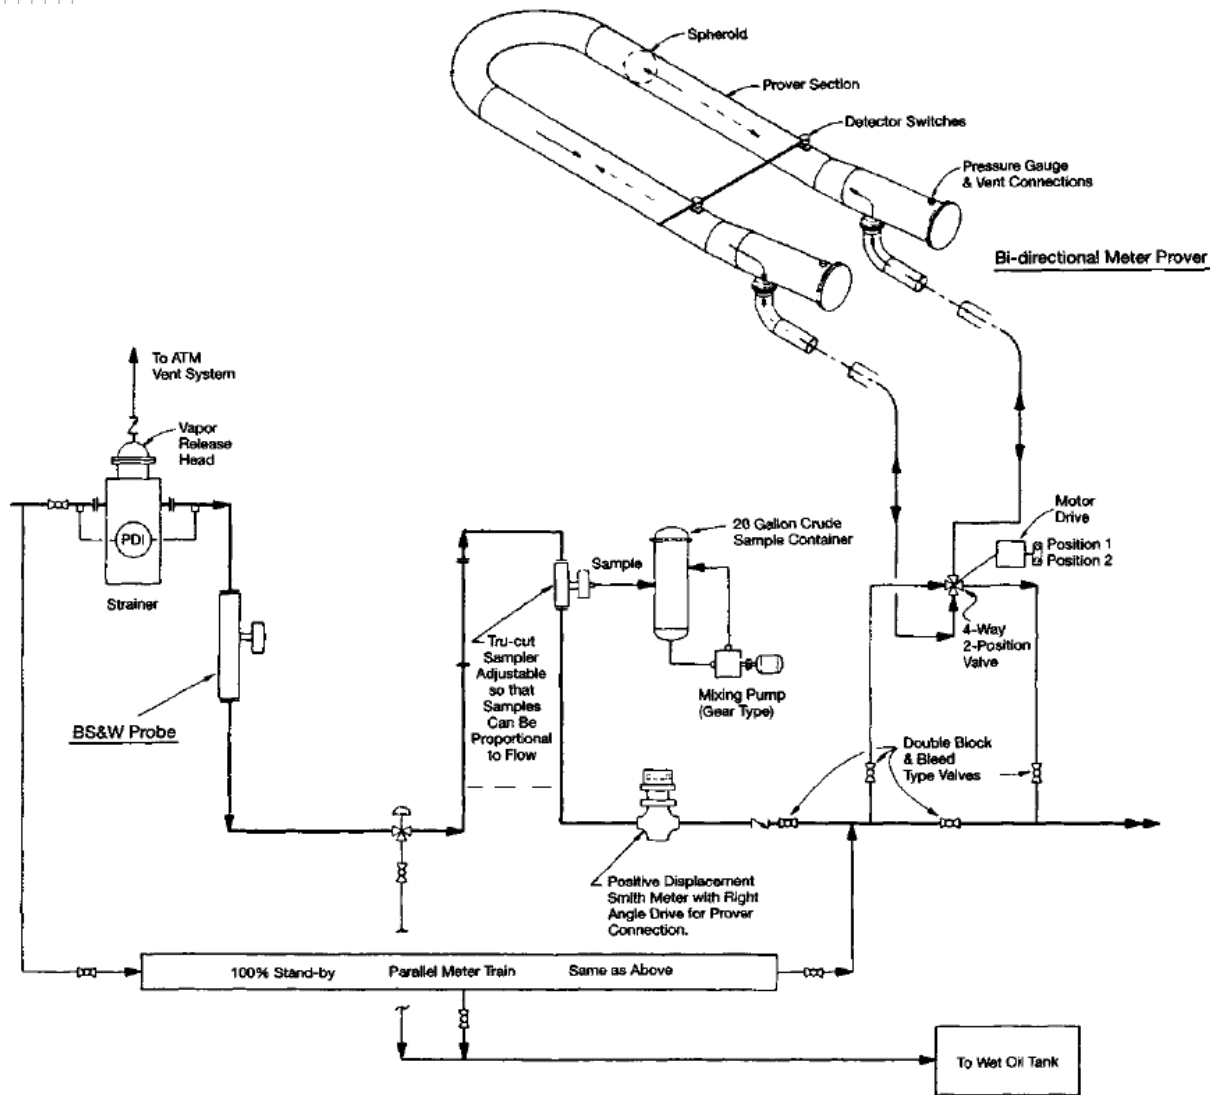 Spheroid
Prover Section
Detector Switches
Pressure Gauge
& Vent Connections
Bi-directional Meter Prover
To ATM
Vent System
Vapor
Release
Head
PDI
Strainer
BS&W Probe
Sample
20 Gallon Crude
Sample Container
Tru-cut
Sampler
Adjustable
so that
Samples
Can Be
Proportional
to Flow
Mixing Pump
(Gear Type)
Motor
Drive
Position 1
Position 2
4-Way
2-Position
Valve
Double Block
& Bleed
Type Valves
Positive Displacement
Smith Meter with Right
Angle Drive for Prover
Connection.
100% Stand-by Parallel Meter Train Same as Above
To Wet Oil Tank